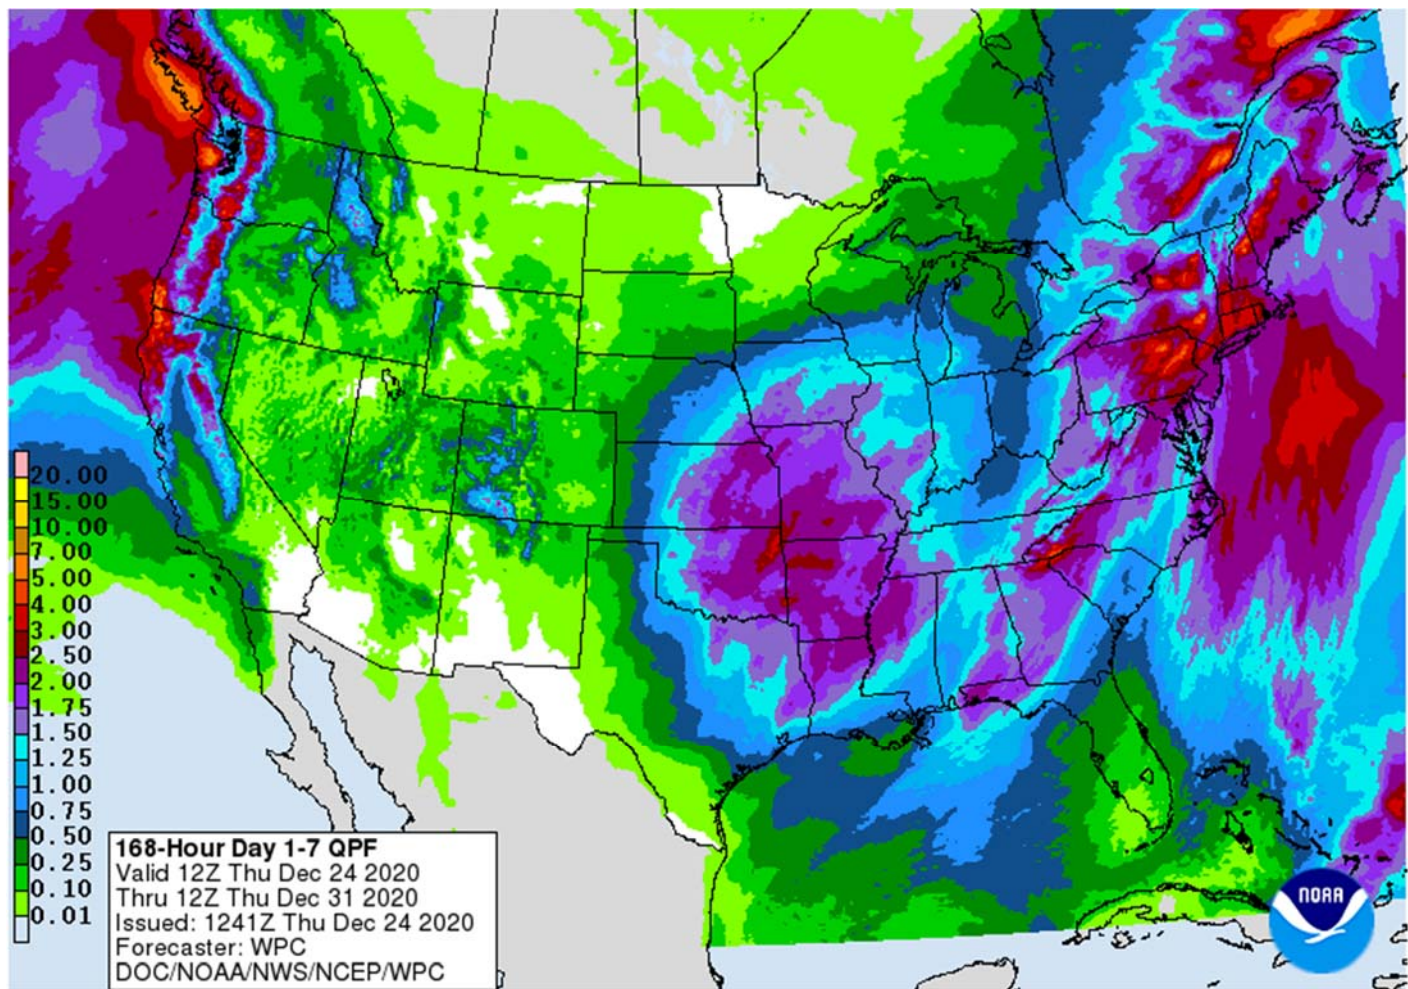 20.00
15.00
10.00
7.00
5.00
4.00
3.00
2.50
2.00
1.75
1.50
1.25
1.00
0.75
0.50
0.25
0.10
0.01
168-Hour Day 1-7 QPF
Valid 12Z Thu Dec 24 2020
Thru 12Z Thu Dec 31 2020
Issued: 1241Z Thu Dec 24 2020
Forecaster: WPC
DOC/NOAA/NWS/NCEP/WPC
NOAA